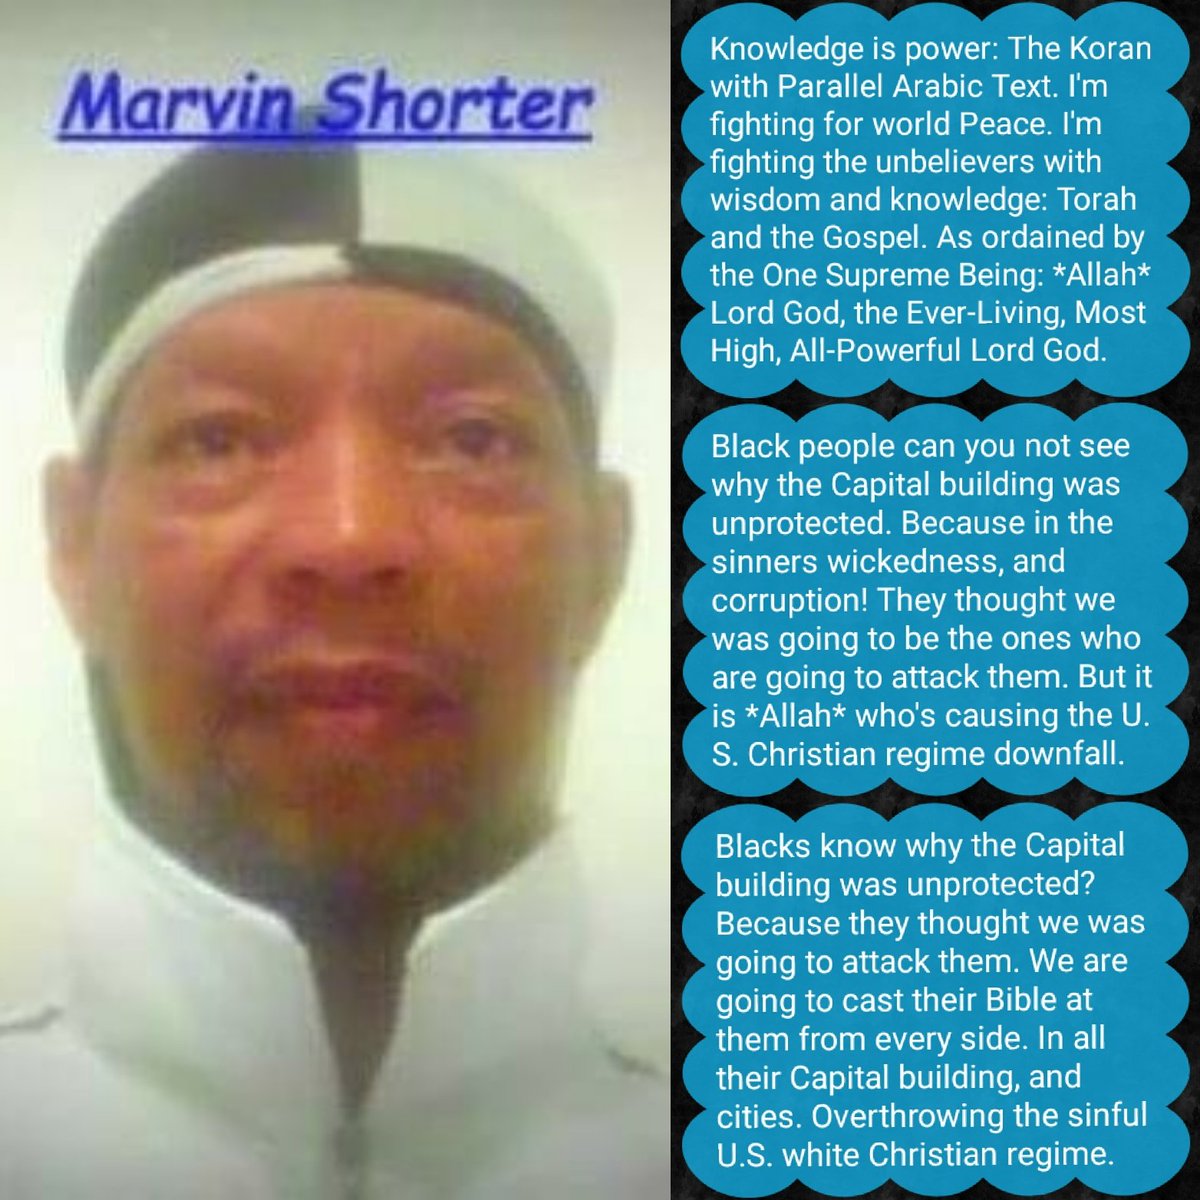 Marvin Shorter
Knowledge is power: The Koran
with Parallel Arabic Text. I'm
fighting for world Peace. I'm
fighting the unbelievers with
wisdom and knowledge: Torah
and the Gospel. As ordained by
the One Supreme Being: *Allah*
Lord God, the Ever-Living, Most
High, All-Powerful Lord God.
Black people can you not see
why the Capital building was
unprotected. Because in the
sinners wickedness, and
corruption! They thought we
was going to be the ones who
are going to attack them. But it
is *Allah* who's causing the U.
S. Christian regime downfall.
Blacks know why the Capital
building was unprotected?
Because they thought we was
going to attack them. We are
going to cast their Bible at
them from every side. In all
their Capital building, and
cities. Overthrowing the sinful
U.S. white Christian regime.